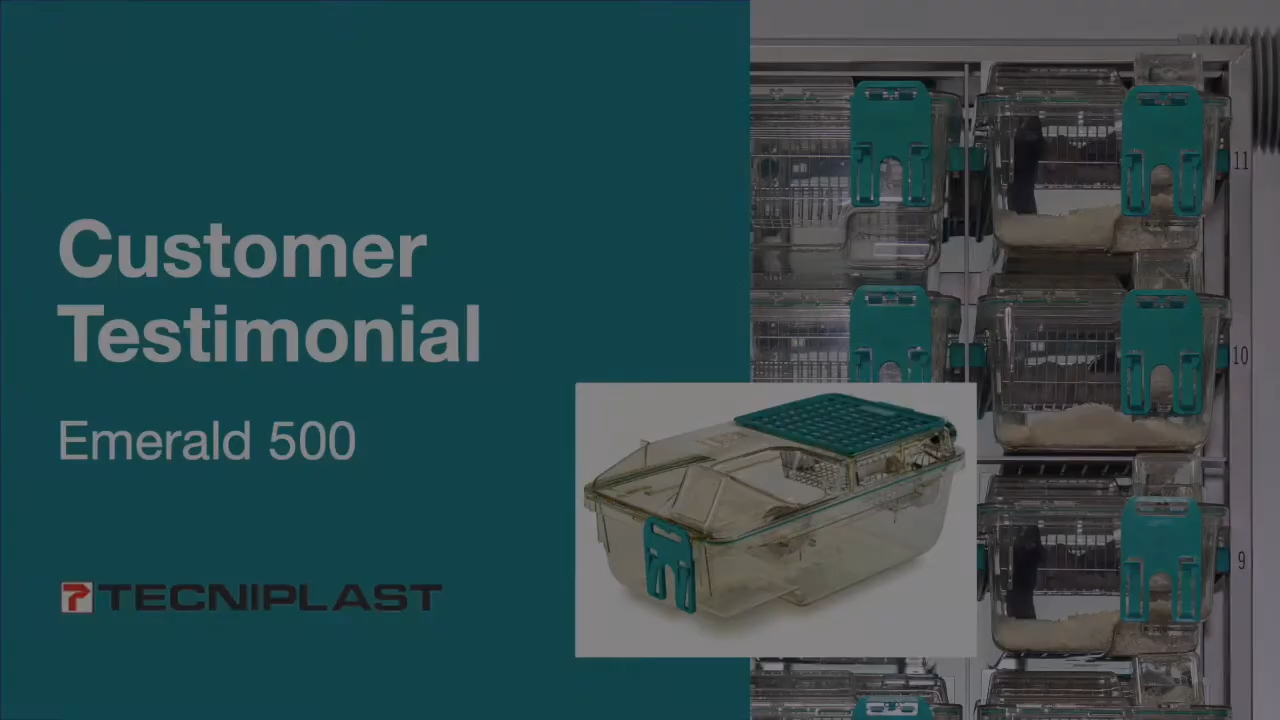 Customer
Testimonial
Emerald 500
TECNIPLAST
11
10
9